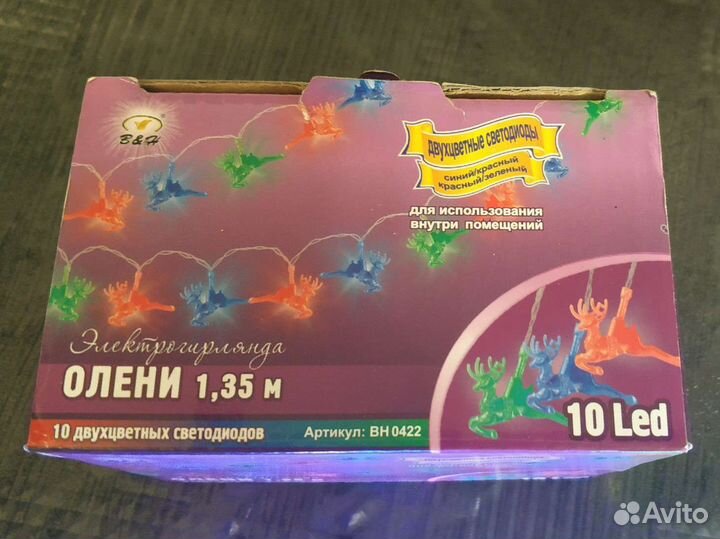 B&H
двухцветные светодиоды
синий/красный
красный/зеленый
для использования
внутри помещений
Электрогирлянда
ОЛЕНИ 1,35 м
10 двухцветных светодиодов
Артикул: BH 0422
10 Led
Avito